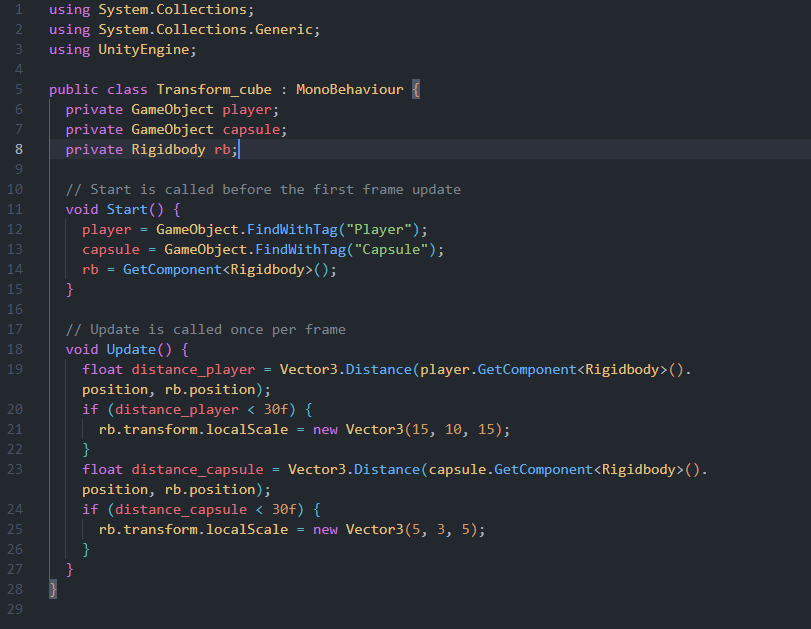 1 using System.Collections;
2 using System.Collections.Generic;
3 using UnityEngine;
4
5 public class Transform_cube : MonoBehaviour {
6   private GameObject player;
7   private GameObject capsule;
8   private Rigidbody rb;
9
10   // Start is called before the first frame update
11   void Start() {
12     player = GameObject.FindWithTag("Player");
13     capsule = GameObject.FindWithTag("Capsule");
14     rb = GetComponent<Rigidbody>();
15   }
16
17   // Update is called once per frame
18   void Update() {
19     float distance_player = Vector3.Distance(player.GetComponent<Rigidbody>().
position, rb.position);
20     if (distance_player < 30f) {
21       rb.transform.localScale = new Vector3(15, 10, 15);
22     }
23     float distance_capsule = Vector3.Distance(capsule.GetComponent<Rigidbody>().
position, rb.position);
24     if (distance_capsule < 30f) {
25       rb.transform.localScale = new Vector3(5, 3, 5);
26     }
27   }
28 }
29